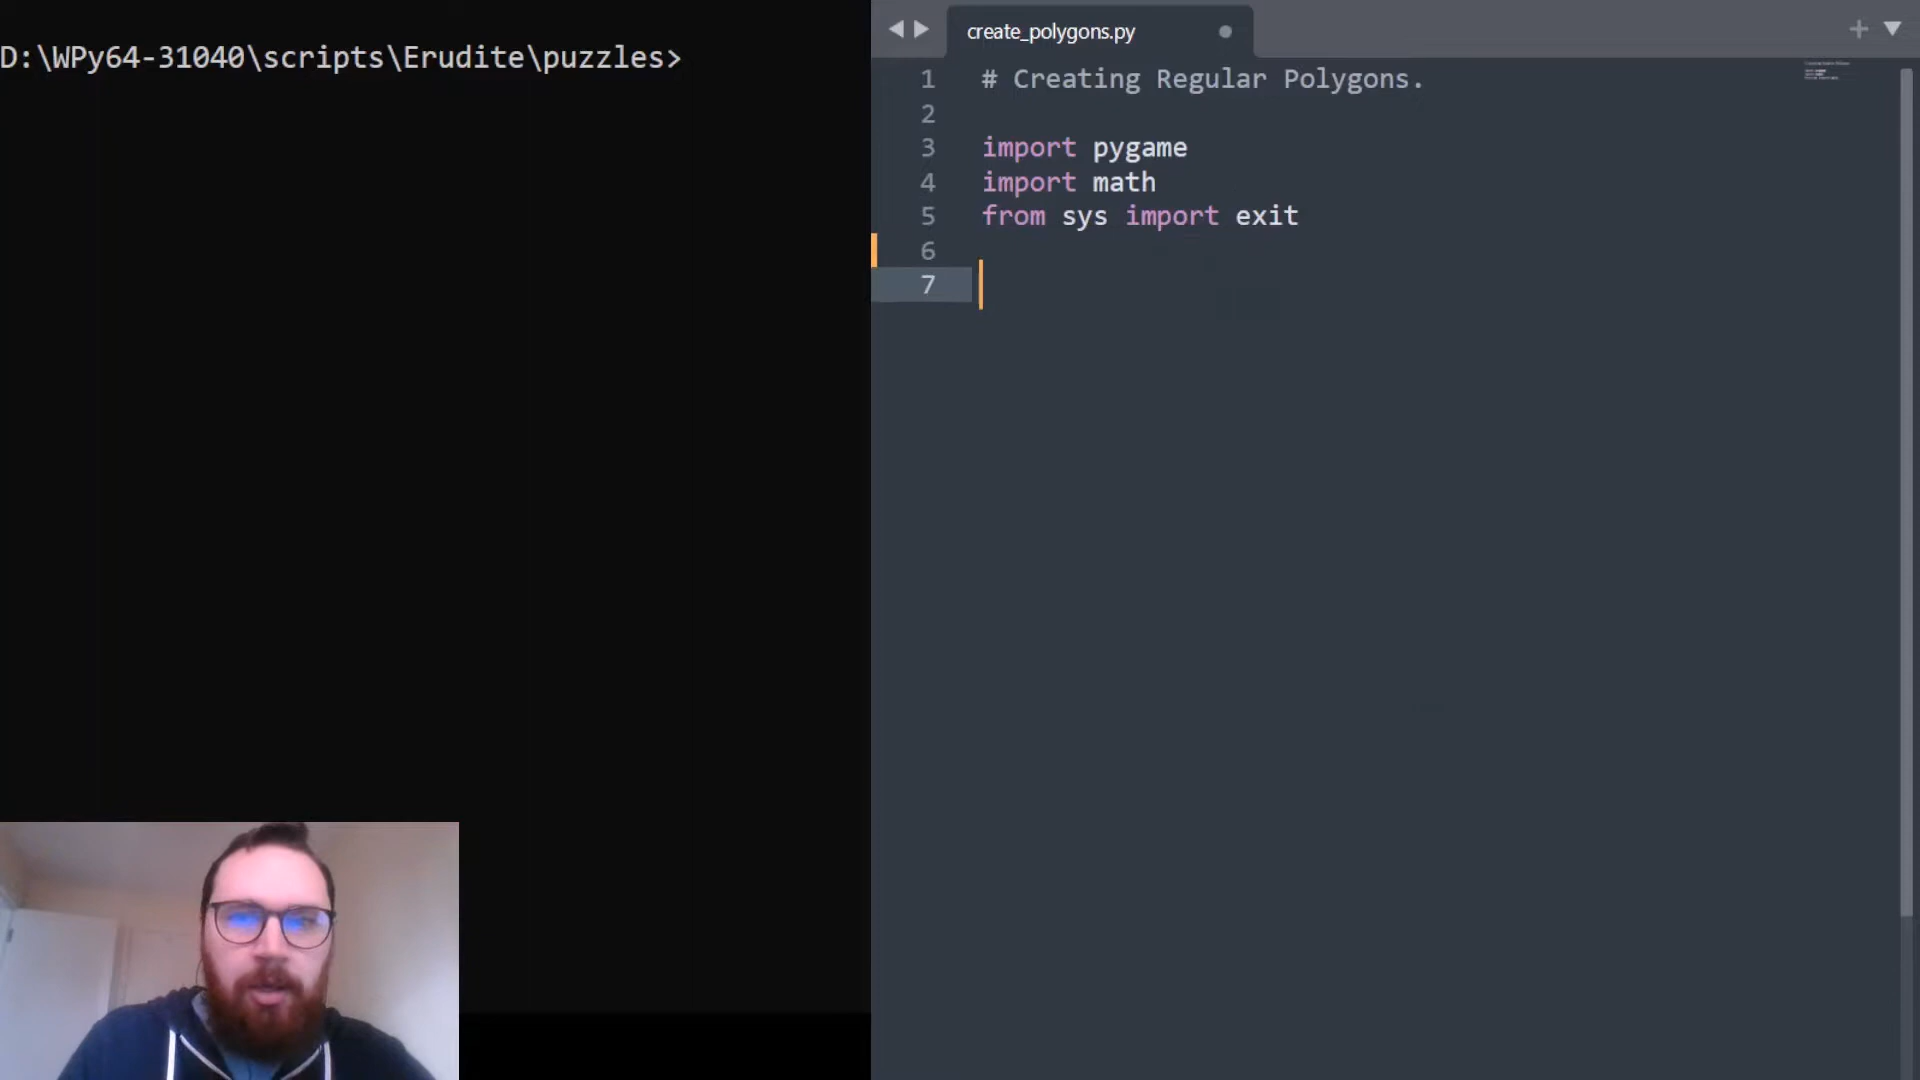 D:\WPy64-31040\scripts\Erudite\puzzles>
create_polygons.py
1 # Creating Regular Polygons.
2
3 import pygame
4 import math
5 from sys import exit
6
7